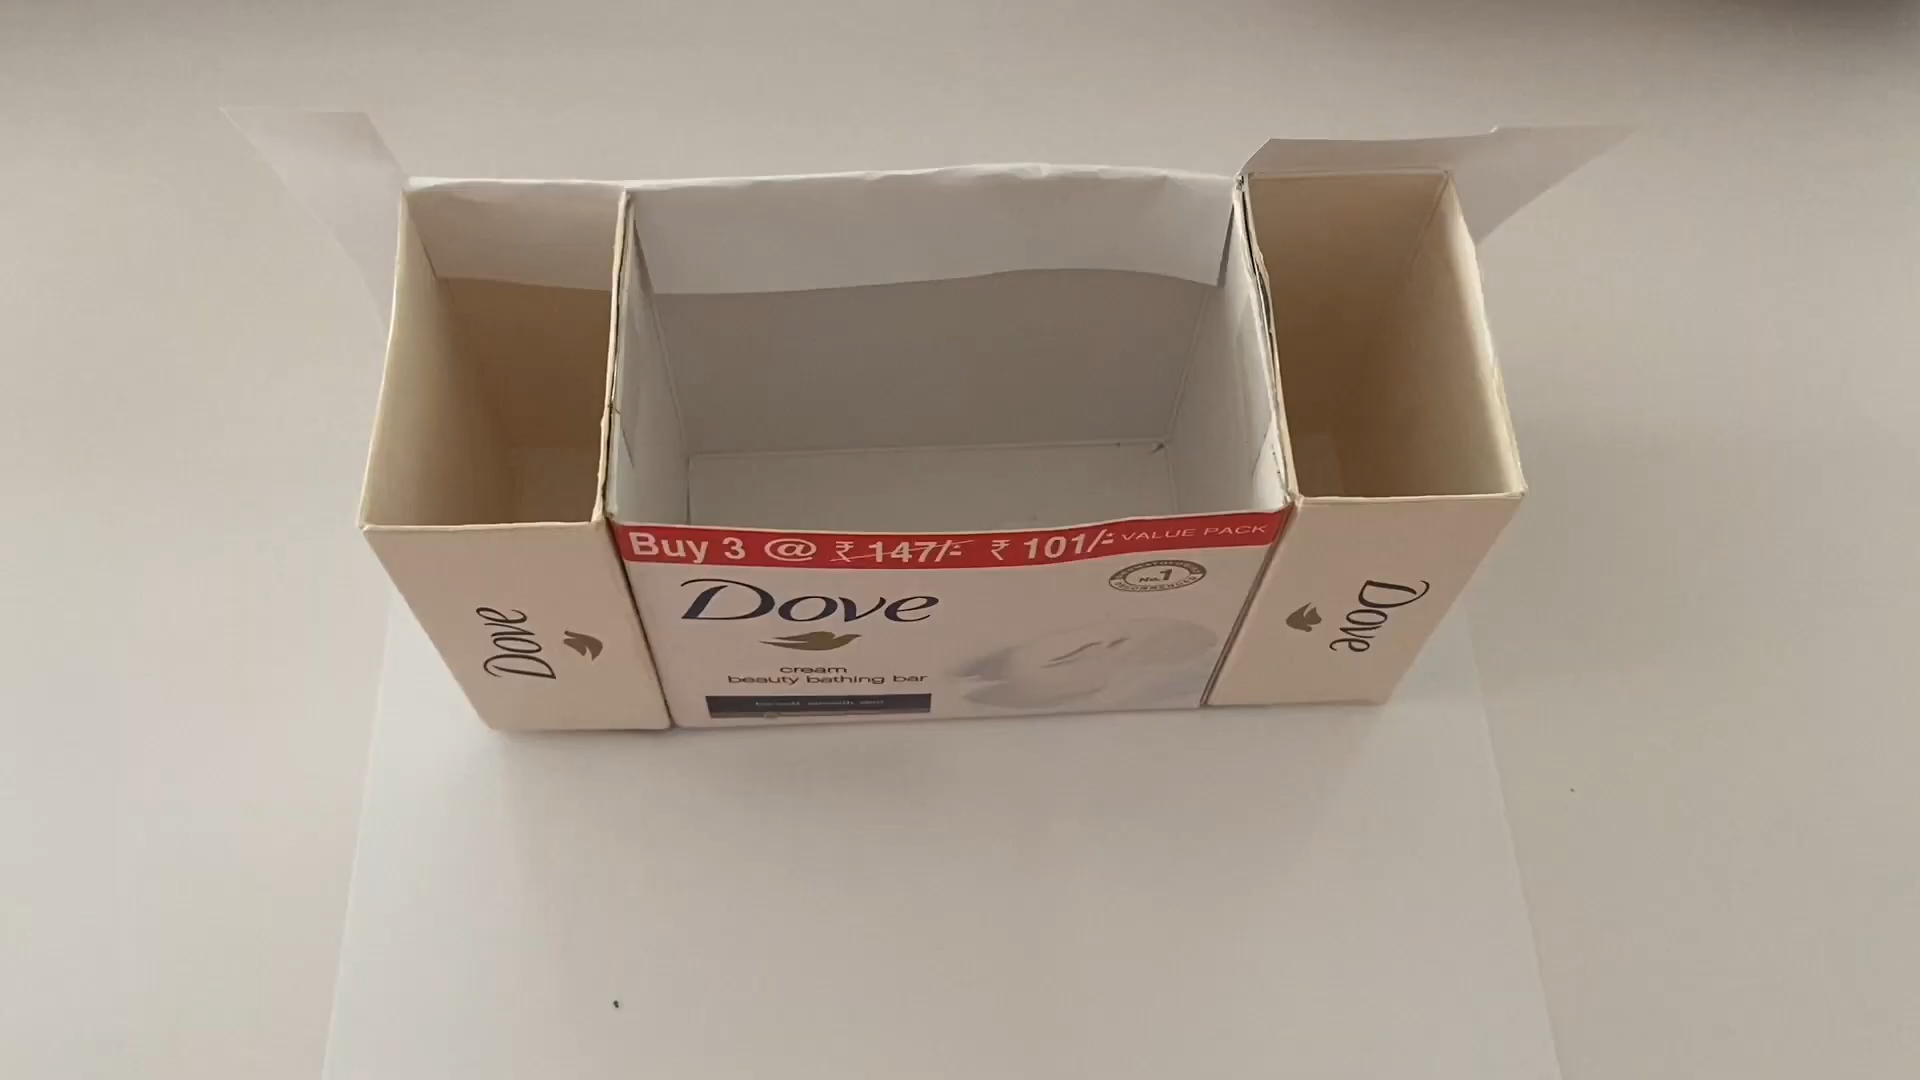 Buy 3 @ ₹ 147/- ₹ 101/- VALUE PACK
Dove
No.1
cream
beauty bathing bar
Dove
Dove